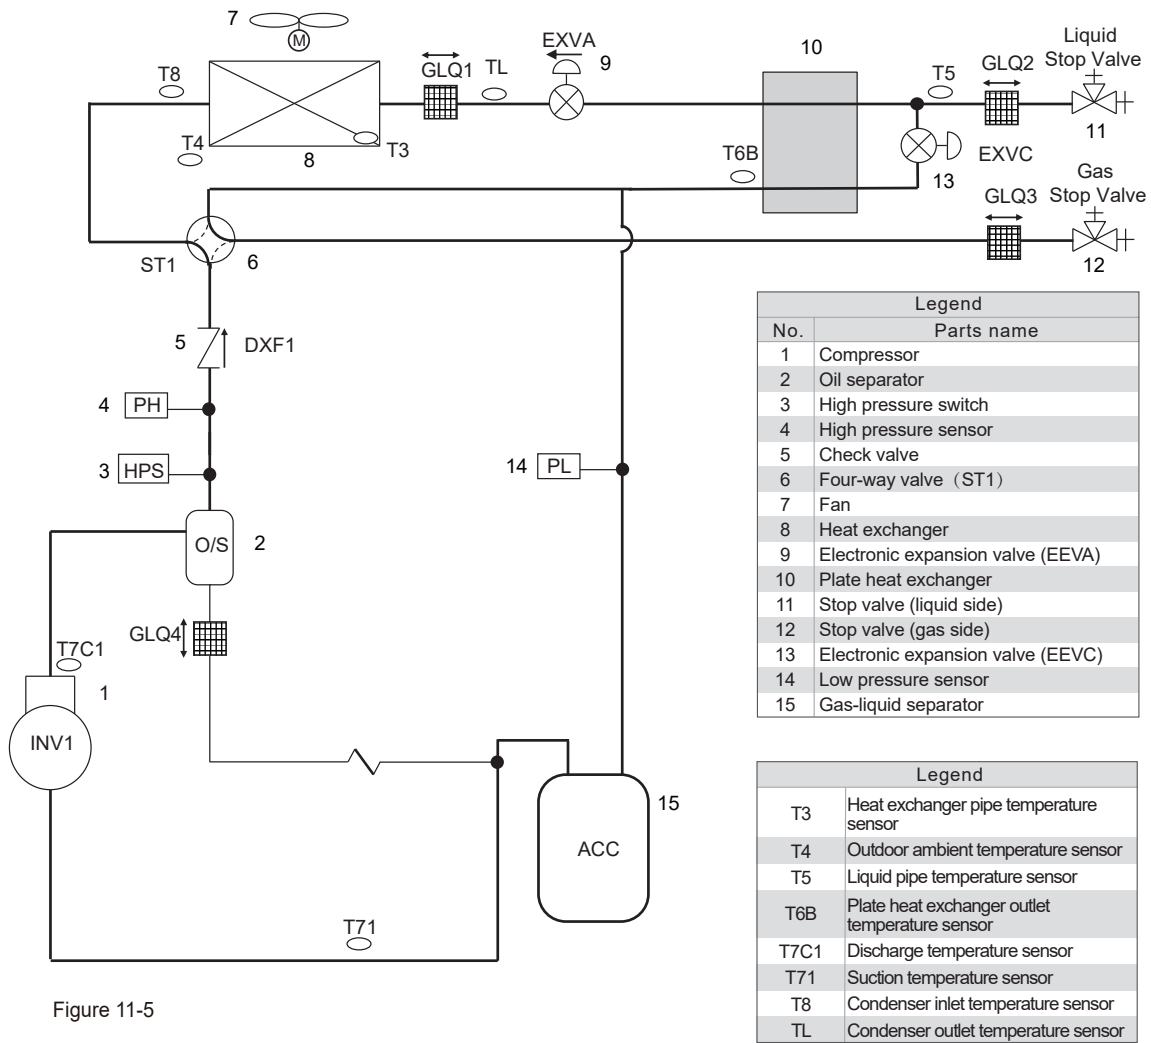 7
M
EXVA
9
10
Liquid
Stop Valve
T8
GLQ1
TL
T5
GLQ2
11
T4
T3
8
T6B
EXVC
13
Gas
Stop Valve
GLQ3
ST1
6
12
5
DXF1
4
PH
3
HPS
14
PL
O/S
2
GLQ4
T7C1
1
INV1
15
ACC
T71
Figure 11-5
Legend
No. Parts name
1 Compressor
2 Oil separator
3 High pressure switch
4 High pressure sensor
5 Check valve
6 Four-way valve（ST1）
7 Fan
8 Heat exchanger
9 Electronic expansion valve (EEVA)
10 Plate heat exchanger
11 Stop valve (liquid side)
12 Stop valve (gas side)
13 Electronic expansion valve (EEVC)
14 Low pressure sensor
15 Gas-liquid separator
Legend
T3 Heat exchanger pipe temperature
sensor
T4 Outdoor ambient temperature sensor
T5 Liquid pipe temperature sensor
T6B Plate heat exchanger outlet
temperature sensor
T7C1 Discharge temperature sensor
T71 Suction temperature sensor
T8 Condenser inlet temperature sensor
TL Condenser outlet temperature sensor